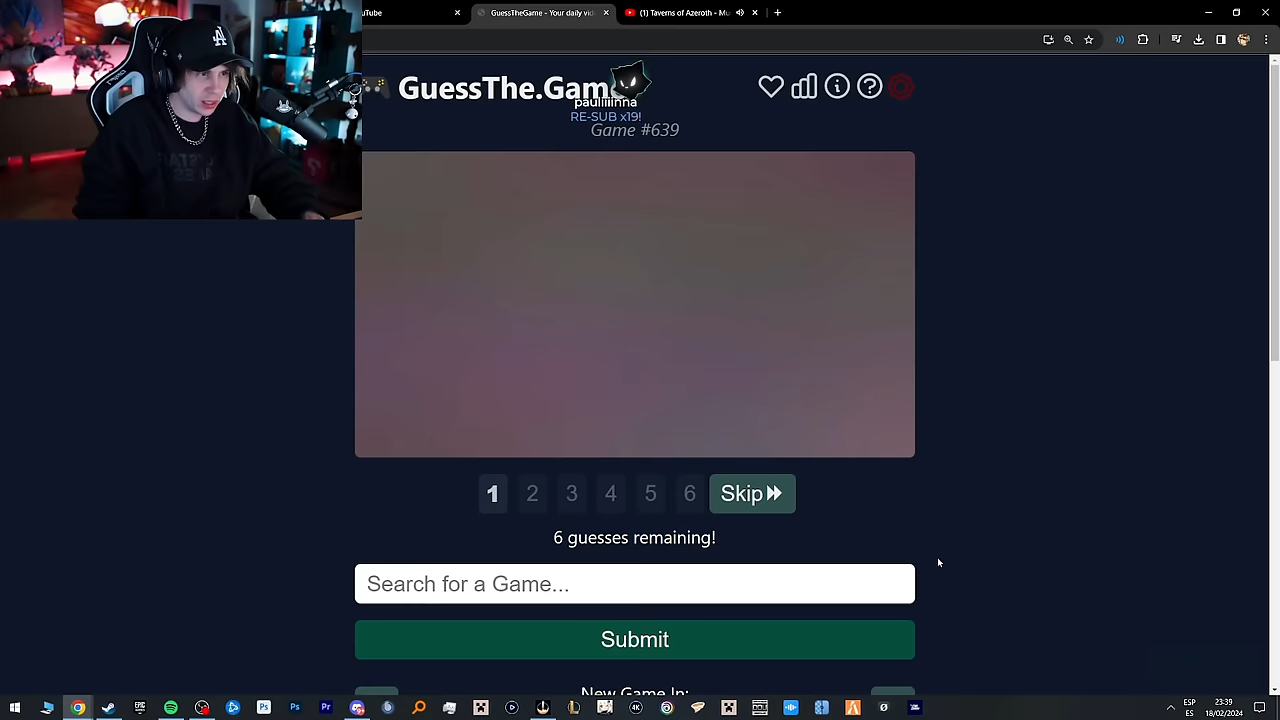 uTube
GuessTheGame - Your daily vid
(1) Taverns of Azeroth - Mu
GuessThe.Gam
pauliiiinna
RE-SUB x19!
Game #639
1 2 3 4 5 6 Skip
6 guesses remaining!
Search for a Game...
Submit
New Game In:
ESP 23:39
ES 18/02/2024